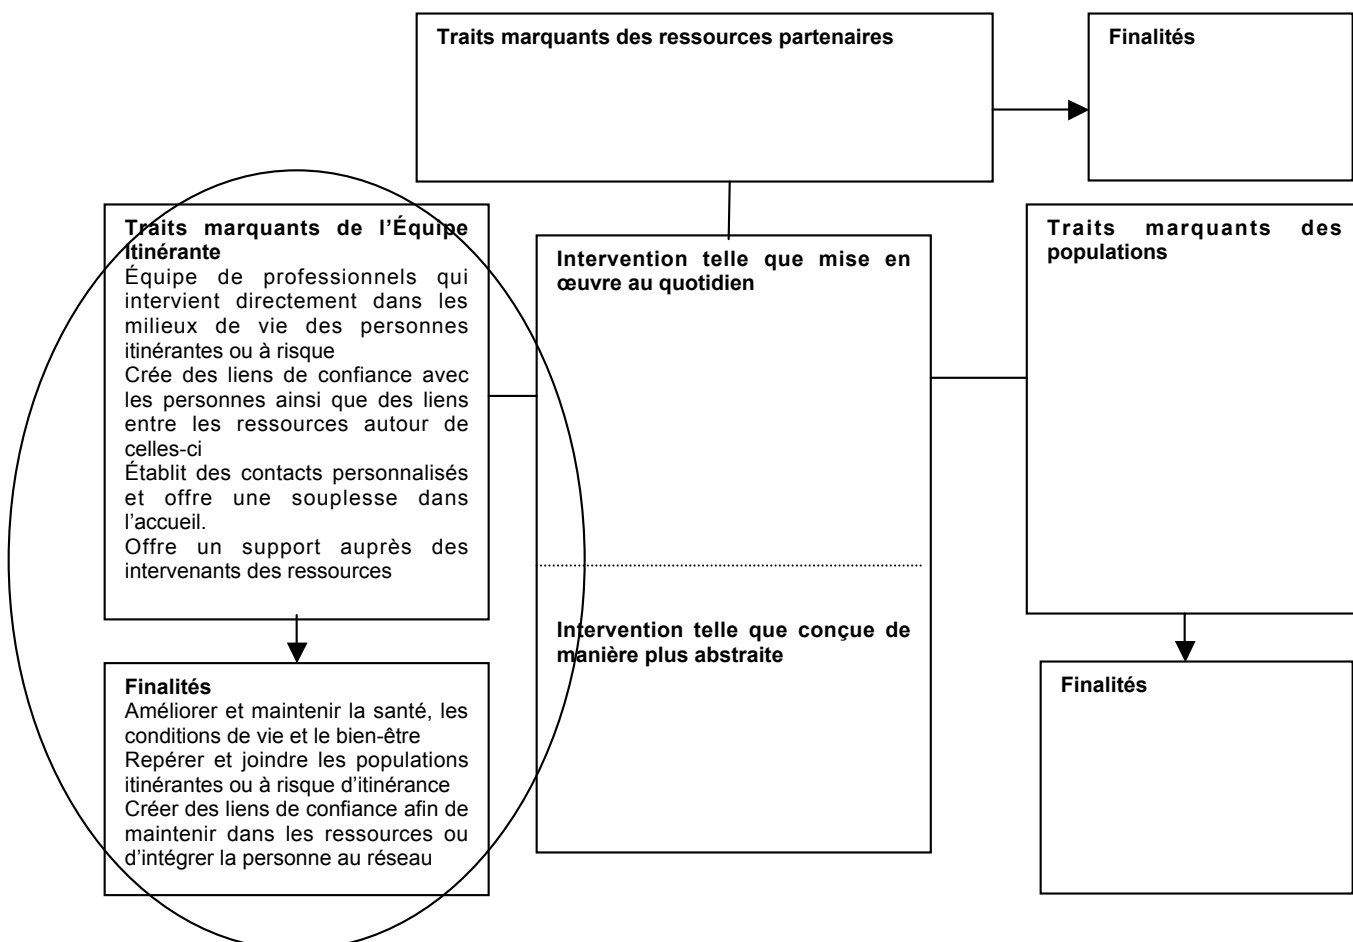 Traits marquants des ressources partenaires
Finalités
Traits marquants de l’Équipe
Itinérante
Équipe de professionnels qui
intervient directement dans les
milieux de vie des personnes
itinérantes ou à risque
Crée des liens de confiance avec
les personnes ainsi que des liens
entre les ressources autour de
celles-ci
Établit des contacts personnalisés
et offre une souplesse dans
l’accueil.
Offre un support auprès des
intervenants des ressources
Intervention telle que mise en
œuvre au quotidien
Intervention telle que conçue de
manière plus abstraite
Traits marquants des
populations
Finalités
Améliorer et maintenir la santé, les
conditions de vie et le bien-être
Repérer et joindre les populations
itinérantes ou à risque d’itinérance
Créer des liens de confiance afin de
maintenir dans les ressources ou
d’intégrer la personne au réseau
Finalités